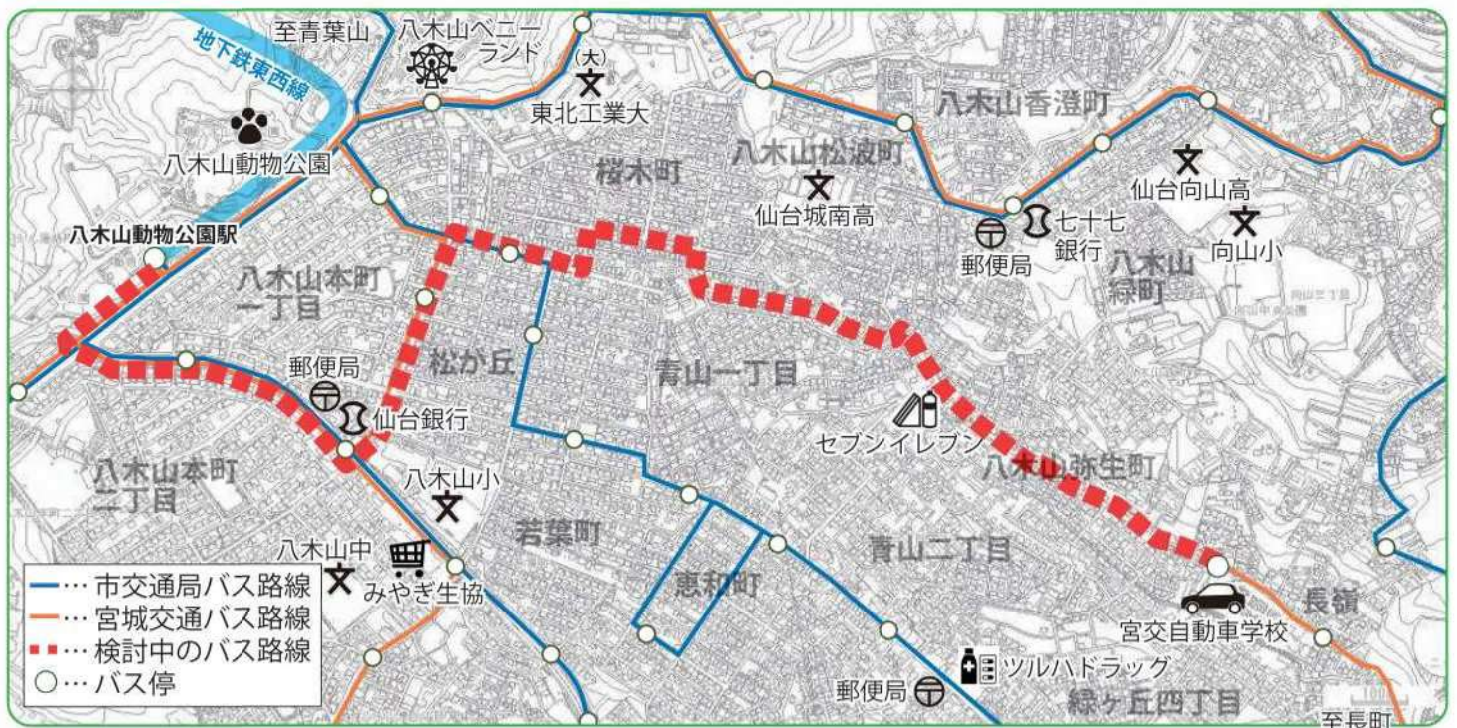 至青葉山
八木山ベニー
ランド
地下鉄東西線
(大)
東北工業大
八木山動物公園
八木山香澄町
八木山松波町
桜木町
仙台城南高
仙台向山高
向山小
七十七
銀行
郵便局
八木山
緑町
八木山動物公園駅
八木山本町
一丁目
松が丘
青山一丁目
郵便局
仙台銀行
セブンイレブン
八木山弥生町
八木山本町
二丁目
八木山小
若葉町
八木山中
みやぎ生協
恵和町
青山二丁目
長嶺
宮交自動車学校
ツルハドラッグ
郵便局
緑ヶ丘四丁目
至長町
…市交通局バス路線
…宮城交通バス路線
…検討中のバス路線
…バス停